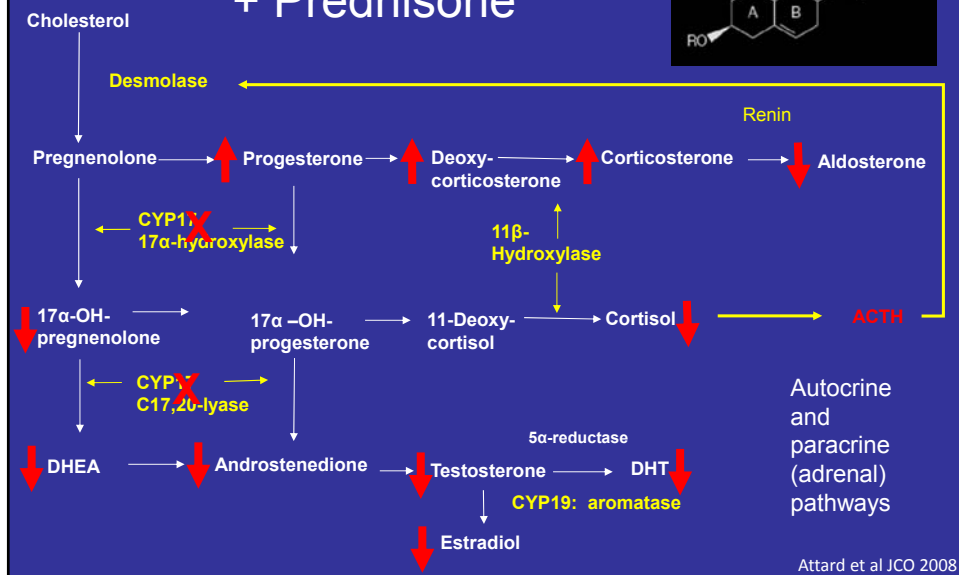 + Prednisone
A B
RO
Cholesterol
Desmolase
Renin
Pregnenolone
Progesterone
Deoxy-
corticosterone
Corticosterone
Aldosterone
CYP17
17α-hydroxylase
11β-
Hydroxylase
17α-OH-
pregnenolone
17α –OH-
progesterone
11-Deoxy-
cortisol
Cortisol
ACTH
CYP17
C17,20-lyase
Autocrine
and
paracrine
(adrenal)
pathways
5α-reductase
DHEA
Androstenedione
Testosterone
DHT
CYP19: aromatase
Estradiol
Attard et al JCO 2008